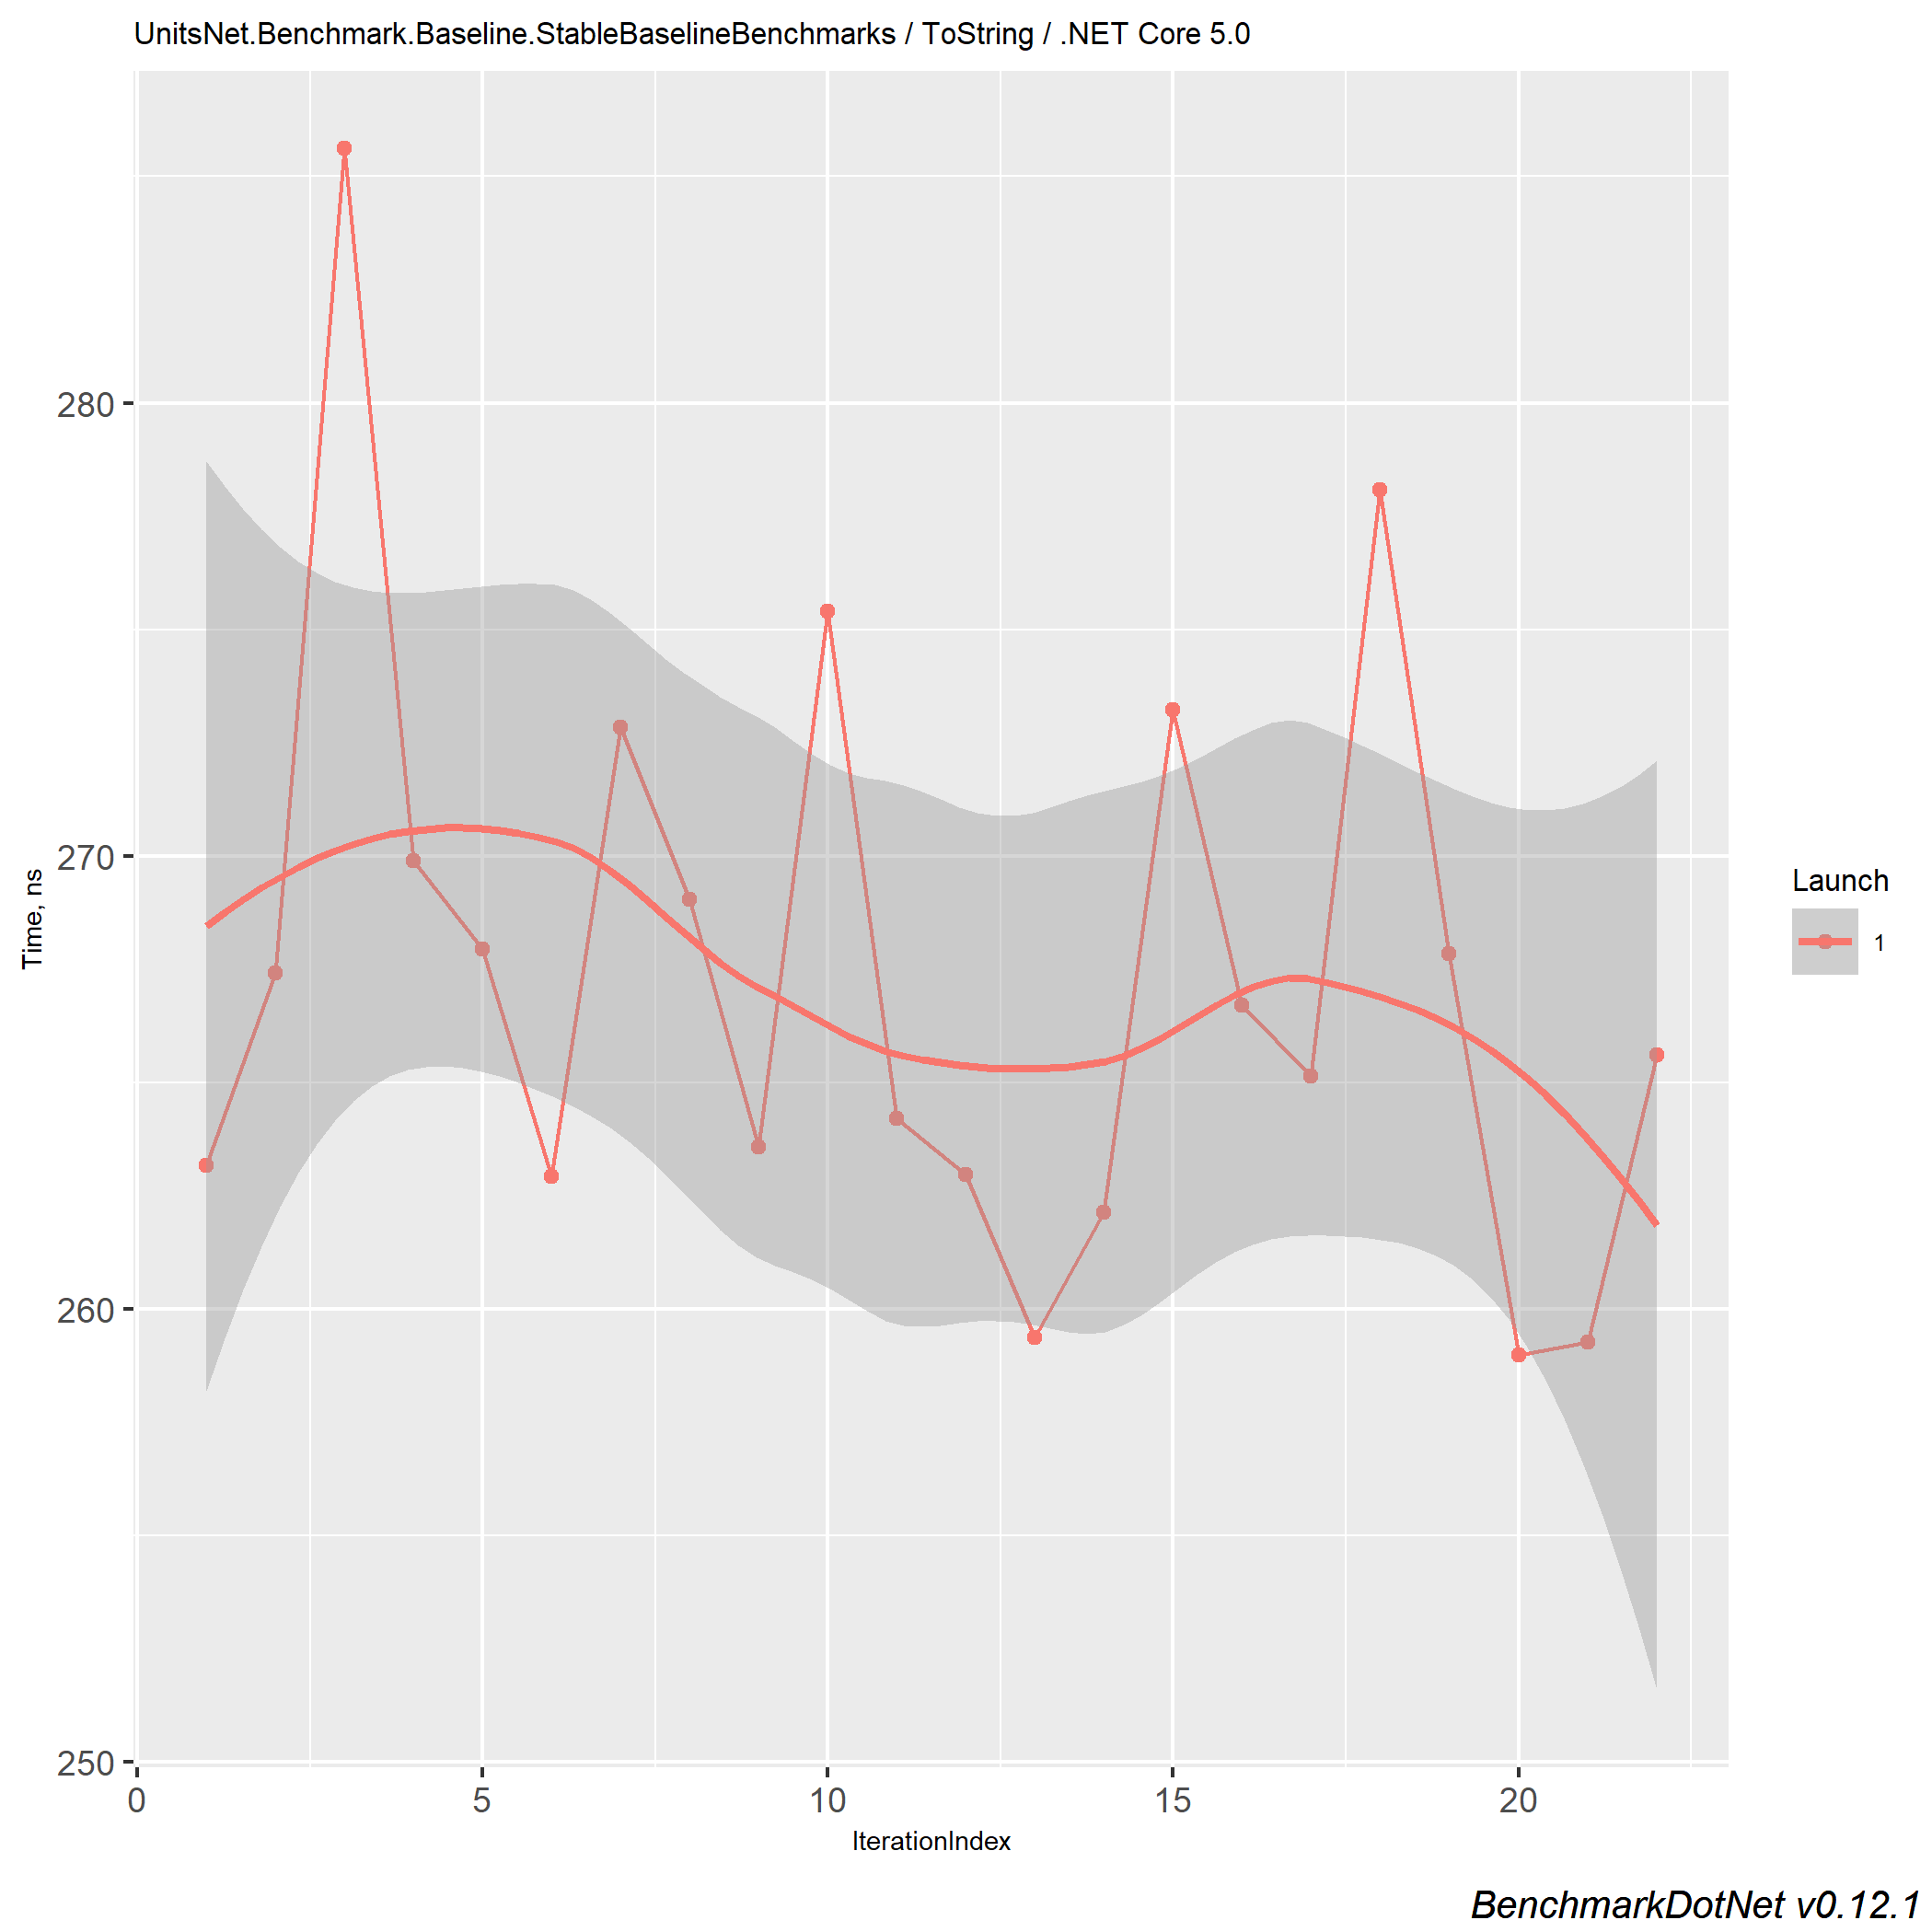 UnitsNet.Benchmark.Baseline.StableBaselineBenchmarks / ToString / .NET Core 5.0
280
270
260
250
Time, ns
0 5 10 15 20
IterationIndex
Launch
1
BenchmarkDotNet v0.12.1